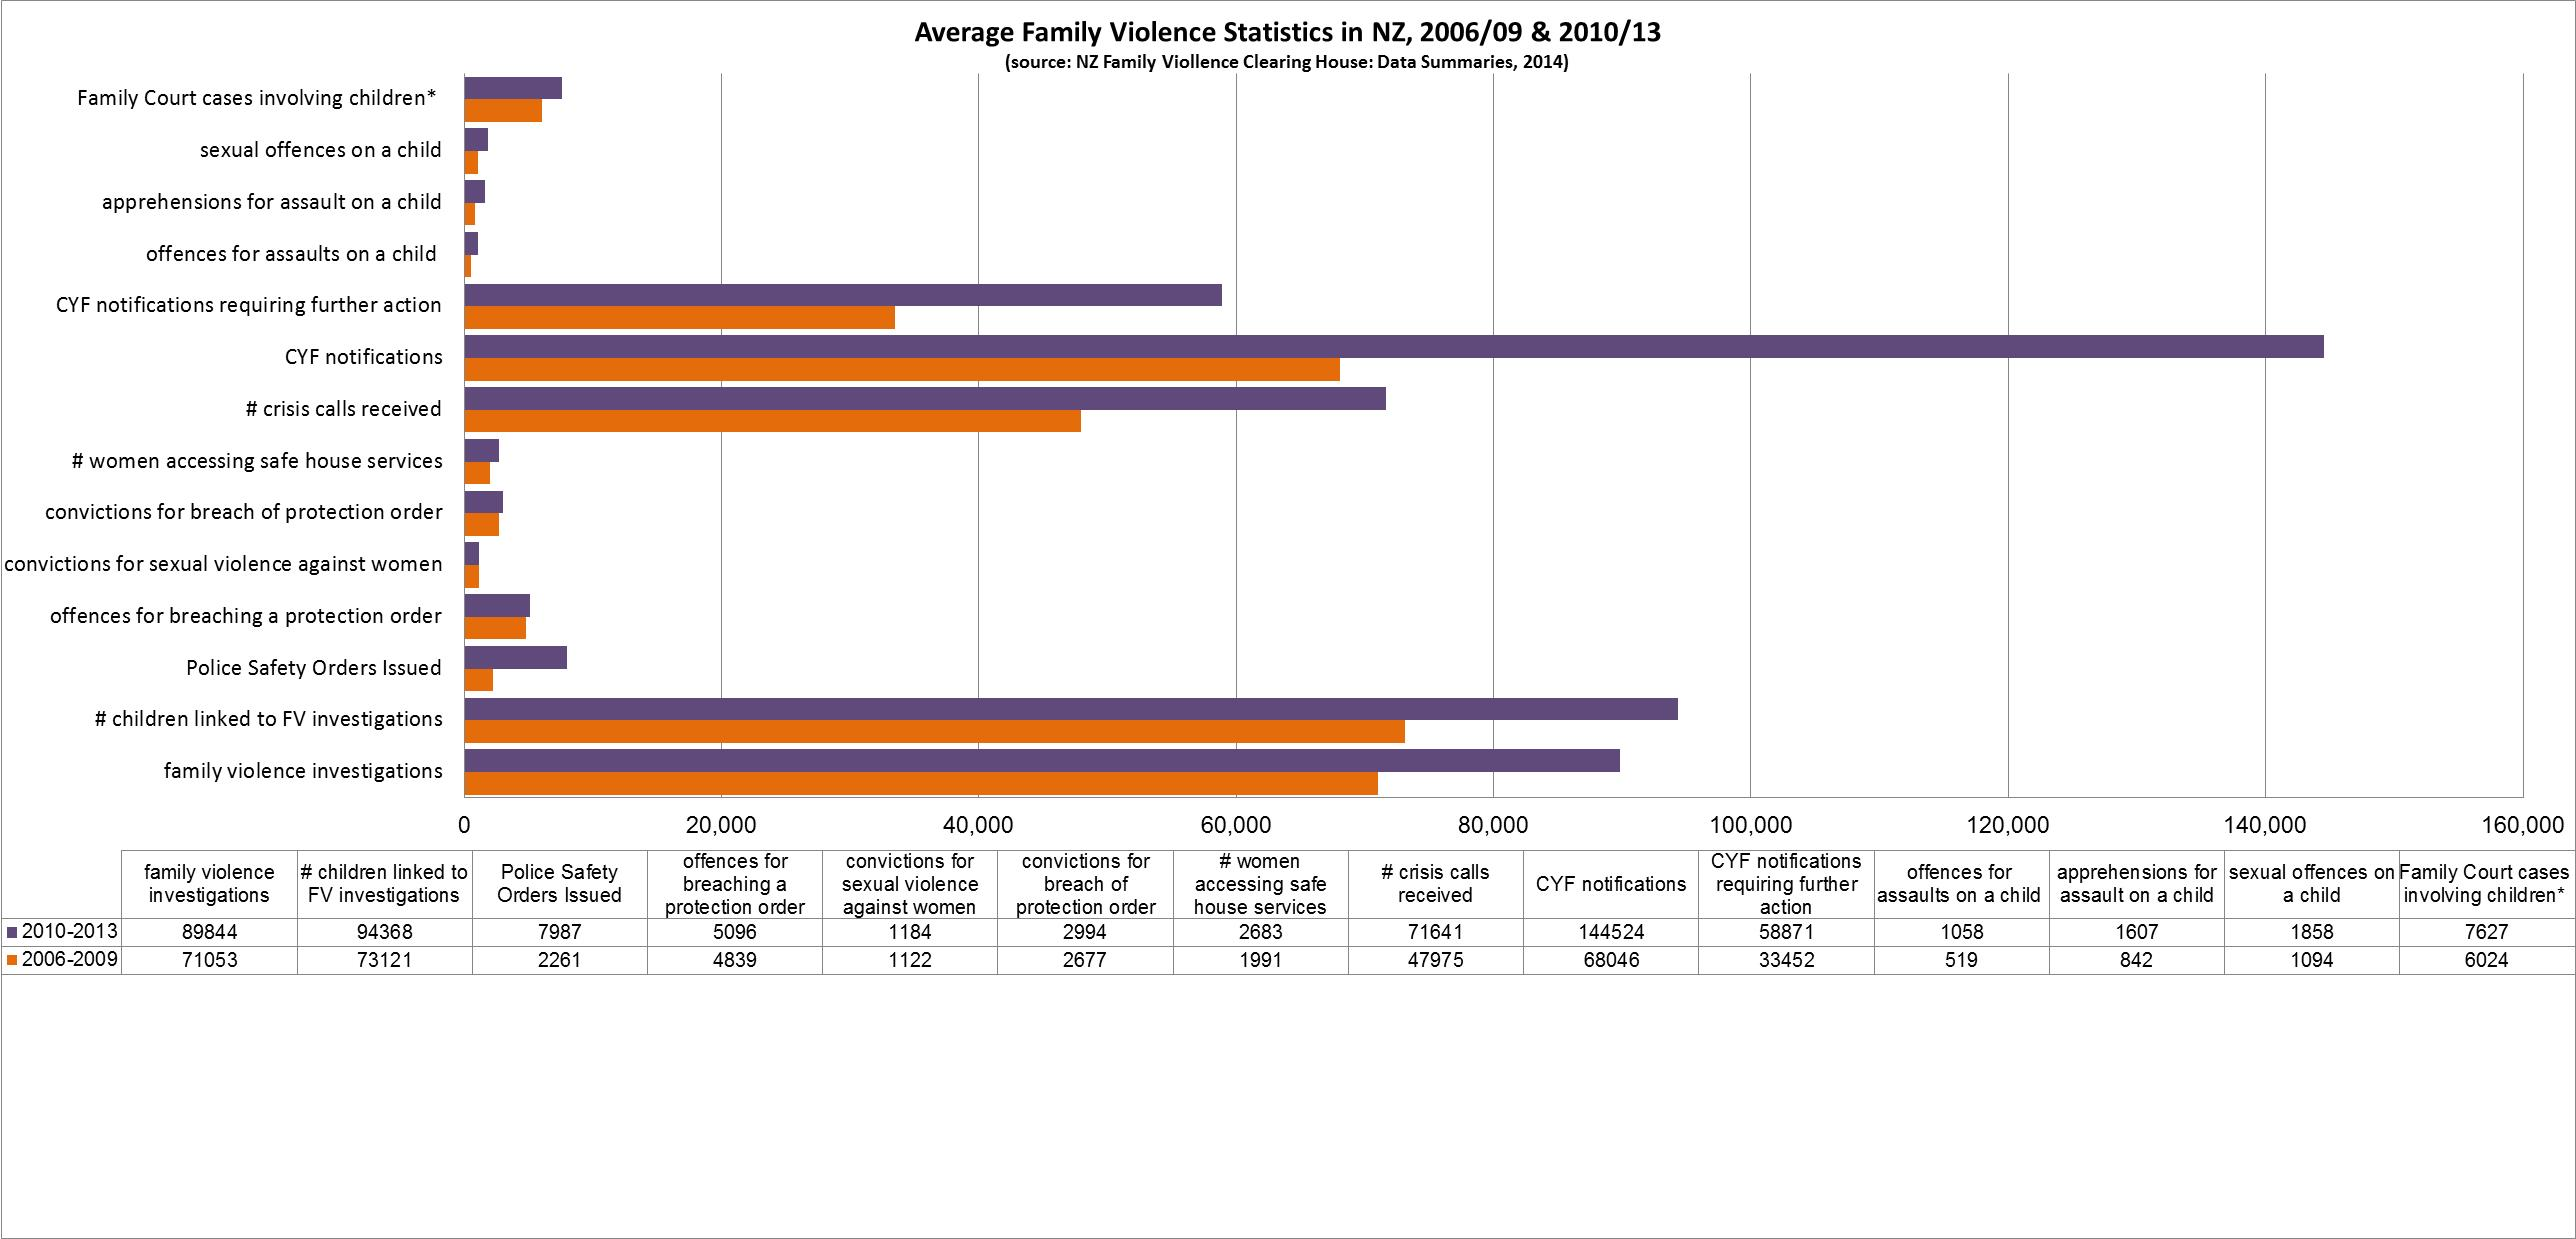 Average Family Violence Statistics in NZ, 2006/09 & 2010/13
(source: NZ Family Viollence Clearing House: Data Summaries, 2014)
Family Court cases involving children*
sexual offences on a child
apprehensions for assault on a child
offences for assaults on a child
CYF notifications requiring further action
CYF notifications
# crisis calls received
# women accessing safe house services
convictions for breach of protection order
convictions for sexual violence against women
offences for breaching a protection order
Police Safety Orders Issued
# children linked to FV investigations
family violence investigations
0 20,000 40,000 60,000 80,000 100,000 120,000 140,000 160,000
family violence
investigations
# children linked to
FV investigations
Police Safety
Orders Issued
offences for
breaching a
protection order
convictions for
sexual violence
against women
convictions for
breach of
protection order
# women
accessing safe
house services
# crisis calls
received
CYF notifications
CYF notifications
requiring further
action
offences for
assaults on a child
apprehensions for
assault on a child
sexual offences on
a child
Family Court cases
involving children*
2010-2013 89844 94368 7987 5096 1184 2994 2683 71641 144524 58871 1058 1607 1858 7627
2006-2009 71053 73121 2261 4839 1122 2677 1991 47975 68046 33452 519 842 1094 6024